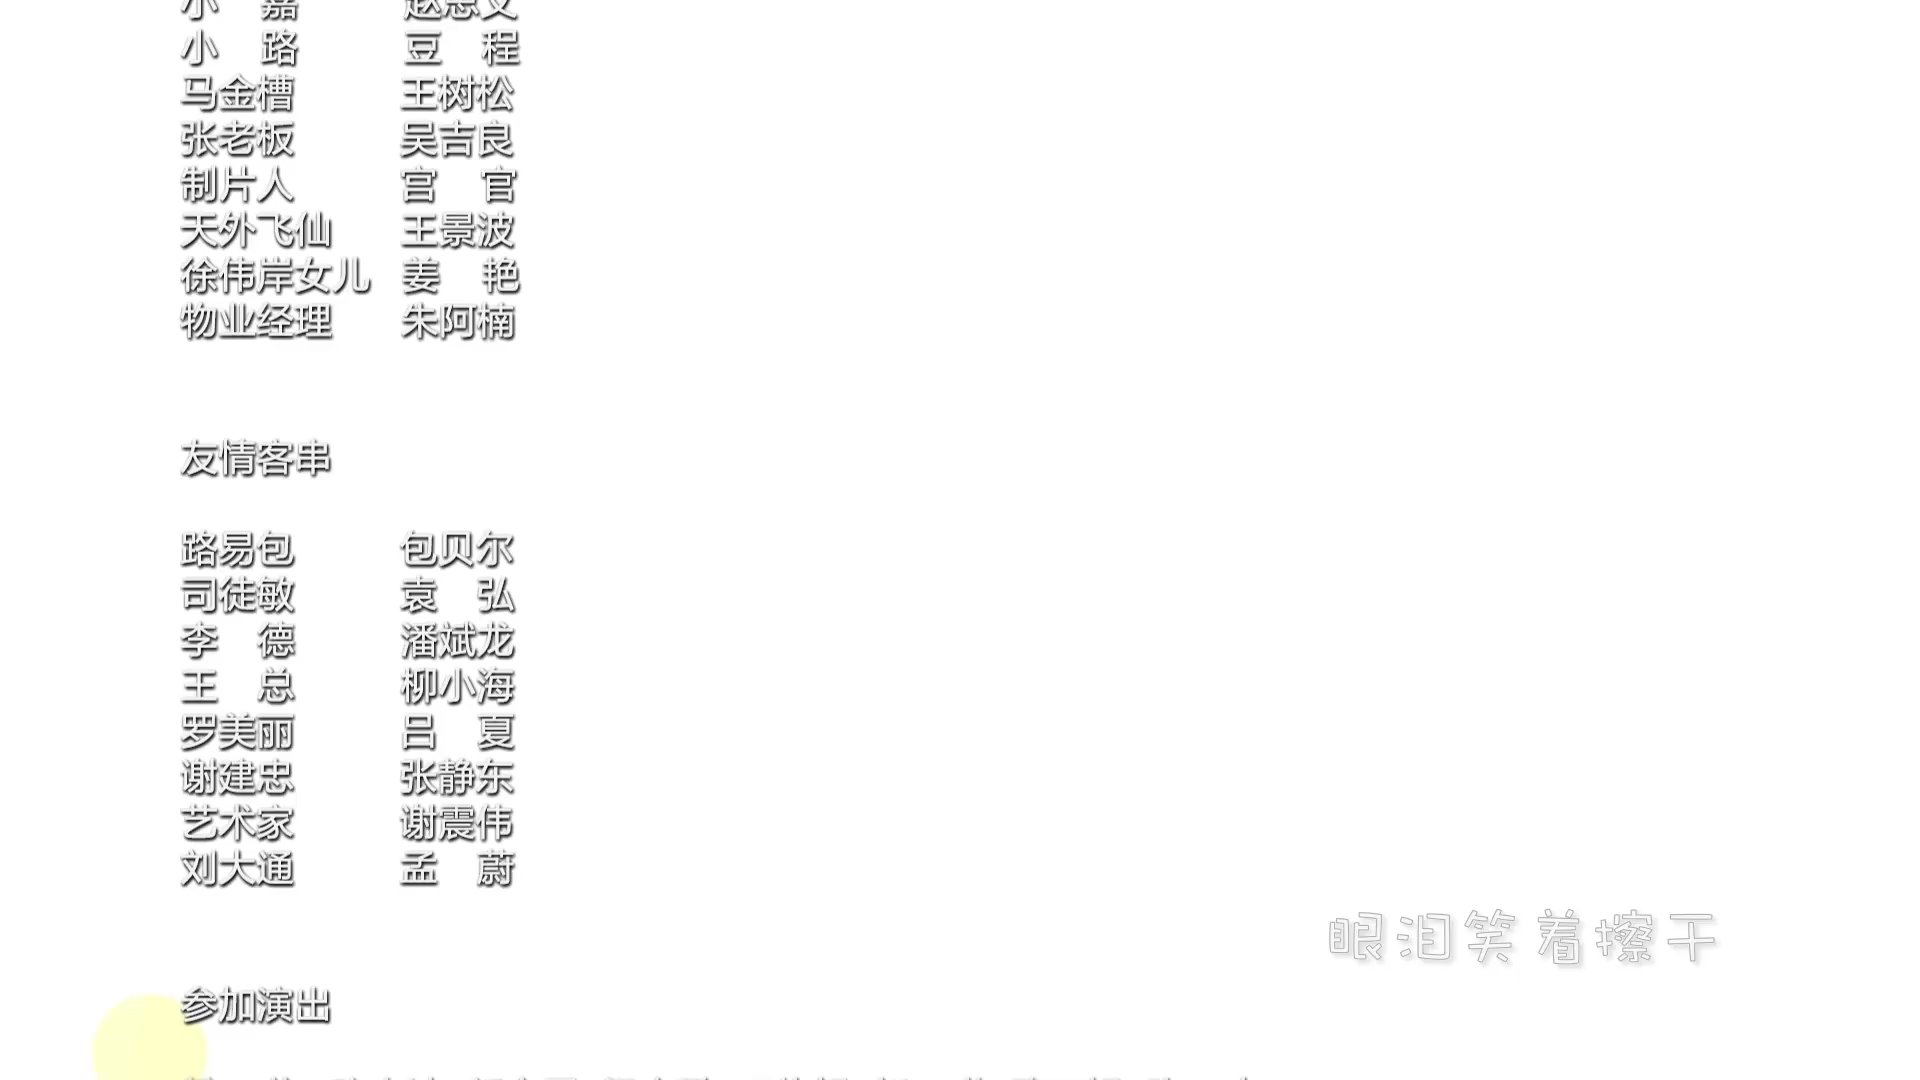 小 嘉 赵志文
小 路 豆 程
马金槽 王树松
张老板 吴吉良
制片人 宫 官
天外飞仙 王景波
徐伟岸女儿 姜 艳
物业经理 朱阿楠
友情客串
路易包 包贝尔
司徒敏 袁 弘
李 德 潘斌龙
王 总 柳小海
罗美丽 吕 夏
谢建忠 张静东
艺术家 谢震伟
刘大通 孟 蔚
眼泪笑着擦干
参加演出